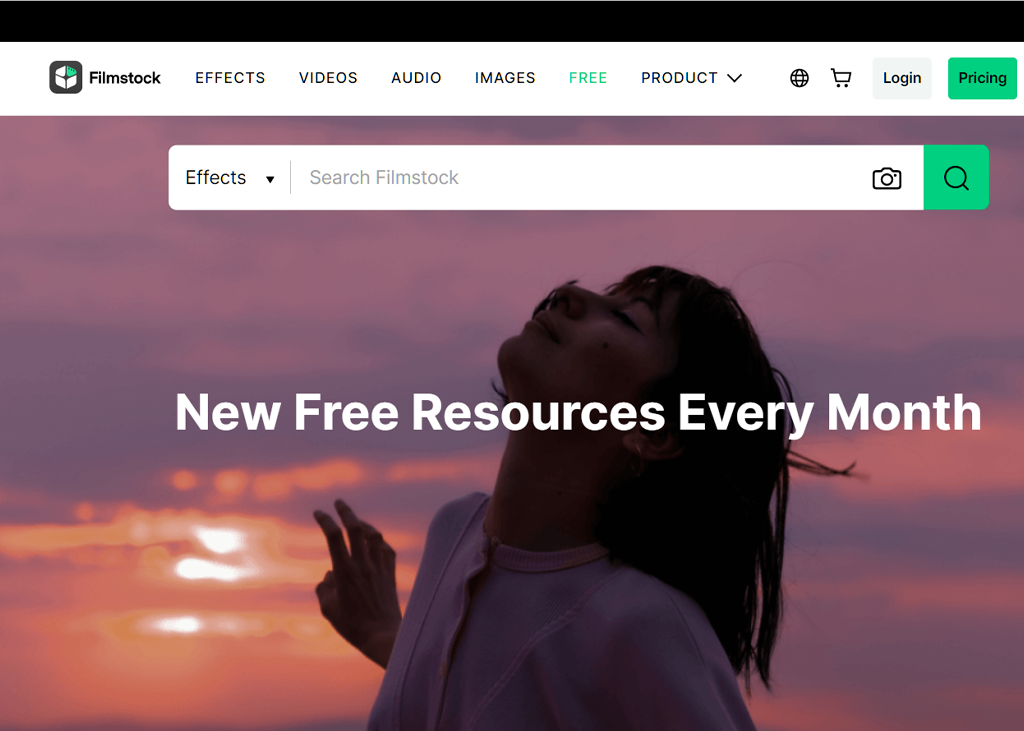 Filmstock EFFECTS VIDEOS AUDIO IMAGES FREE PRODUCT Login Pricing
Effects Search Filmstock
New Free Resources Every Month